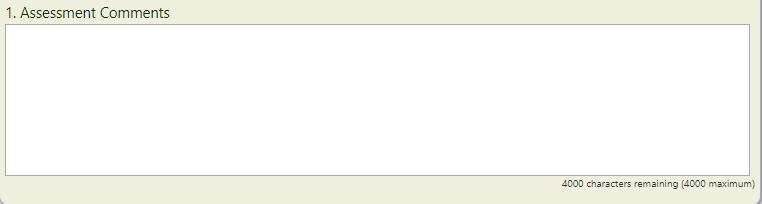 1. Assessment Comments
4000 characters remaining (4000 maximum)